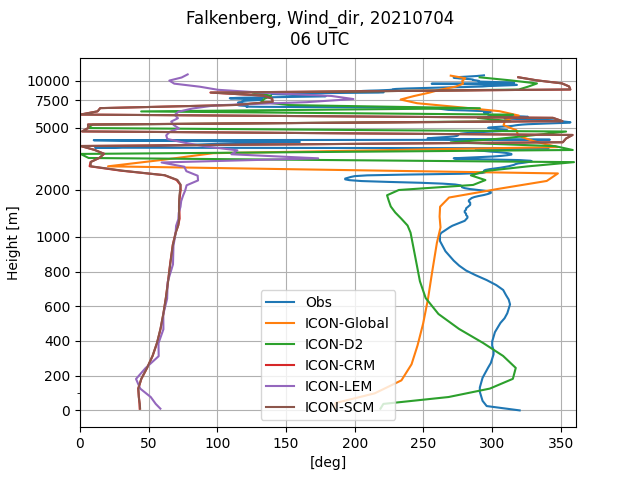 Falkenberg, Wind_dir, 20210704
06 UTC
10000
7500
5000
2000
1000
800
600
400
200
0
Height [m]
0
50
100
150
200
250
300
350
[deg]
Obs
ICON-Global
ICON-D2
ICON-CRM
ICON-LEM
ICON-SCM